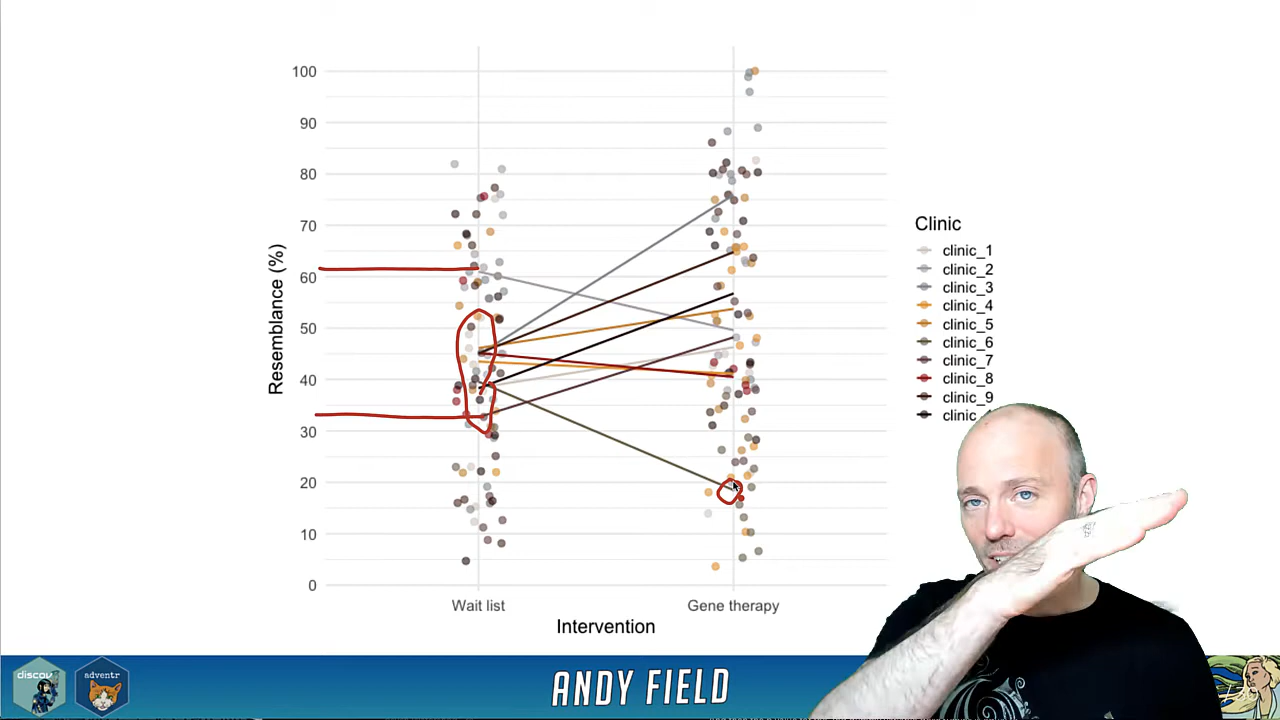 100
90
80
70
60
50
40
30
20
10
0
Resemblance (%)
Wait list
Gene therapy
Intervention
Clinic
clinic_1
clinic_2
clinic_3
clinic_4
clinic_5
clinic_6
clinic_7
clinic_8
clinic_9
discov
adventr
ANDY FIELD